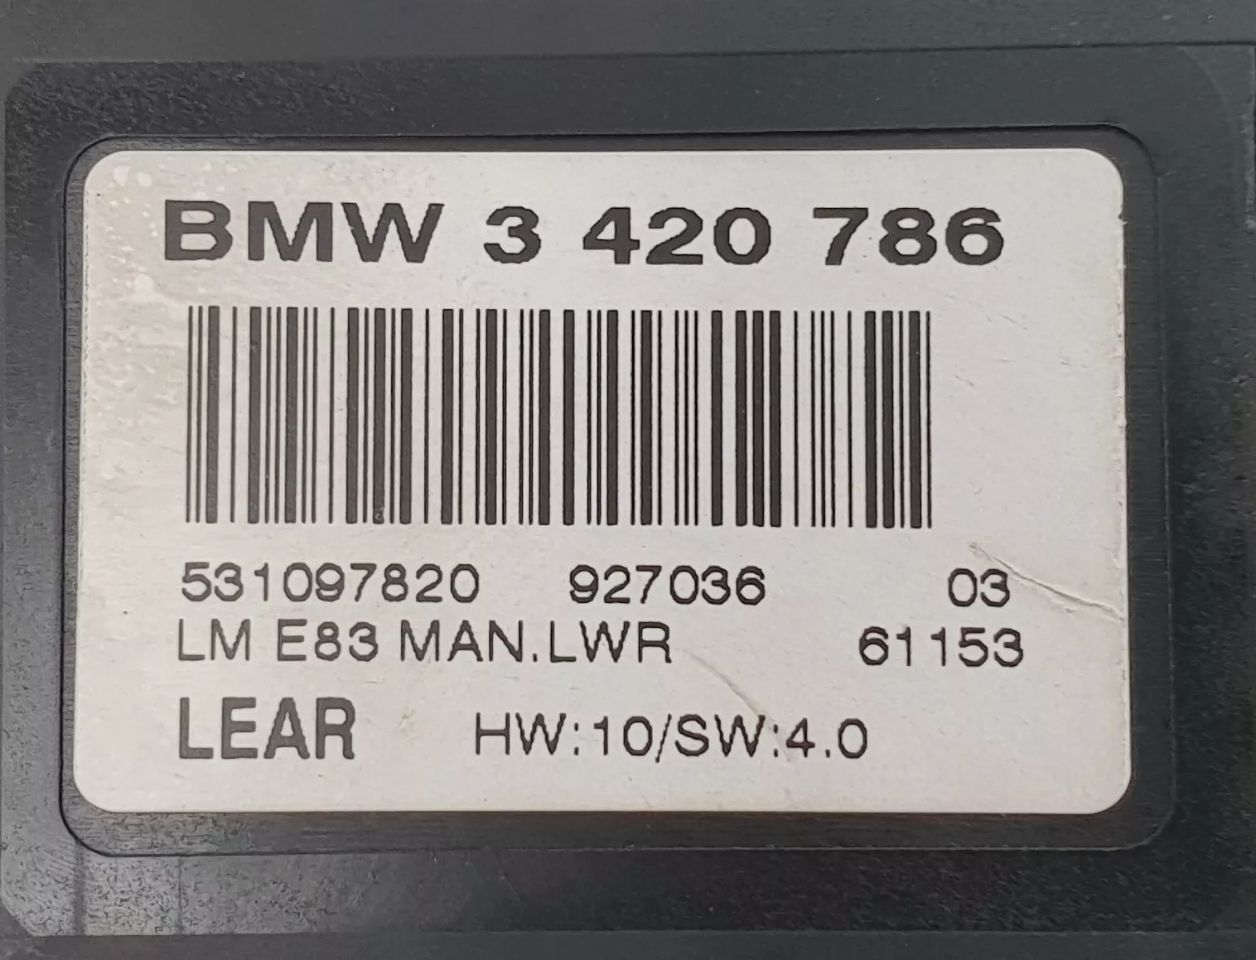 BMW 3 420 786
531097820 927036 03
LM E83 MAN.LWR 61153
LEAR HW:10/SW:4.0